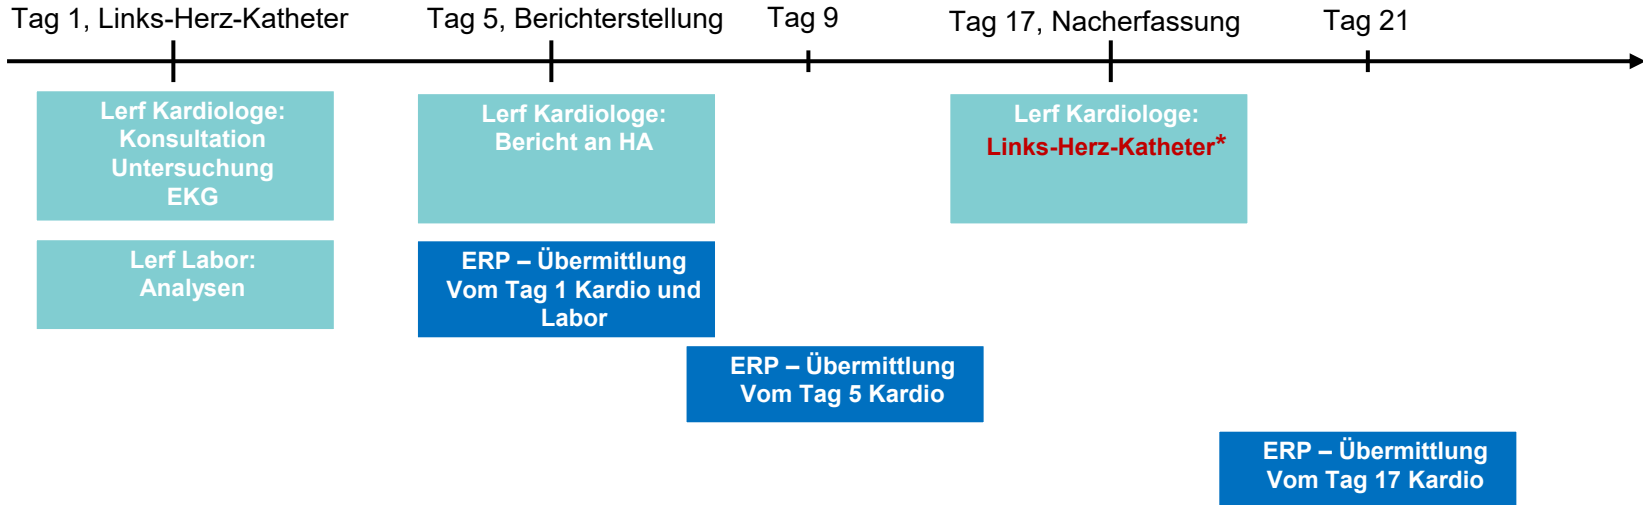 Tag 1, Links-Herz-Katheter
Tag 5, Berichterstellung
Tag 9
Tag 17, Nacherfassung
Tag 21
Lerf Kardiologe:
Konsultation
Untersuchung
EKG
Lerf Kardiologe:
Bericht an HA
Lerf Kardiologe:
Links-Herz-Katheter*
Lerf Labor:
Analysen
ERP – Übermittlung
Vom Tag 1 Kardio und
Labor
ERP – Übermittlung
Vom Tag 5 Kardio
ERP – Übermittlung
Vom Tag 17 Kardio